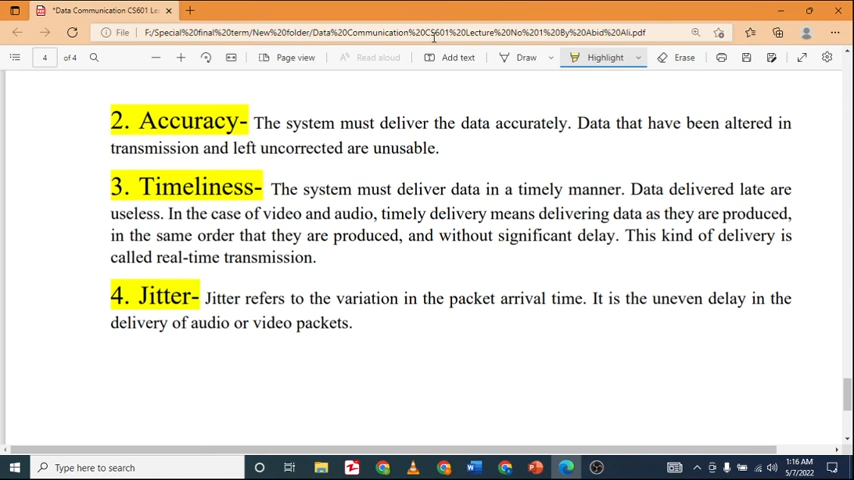 *Data Communication CS601 Le
File F:/Special%20final%20term/New%20folder/Data%20Communication%20CS601%20Lecture%20No%201%20By%20Abid%20Ali.pdf
4 of 4 Page view Read aloud Add text Draw Highlight Erase
2. Accuracy- The system must deliver the data accurately. Data that have been altered in
transmission and left uncorrected are unusable.
3. Timeliness- The system must deliver data in a timely manner. Data delivered late are
useless. In the case of video and audio, timely delivery means delivering data as they are produced,
in the same order that they are produced, and without significant delay. This kind of delivery is
called real-time transmission.
4. Jitter- Jitter refers to the variation in the packet arrival time. It is the uneven delay in the
delivery of audio or video packets.
Type here to search
1:16 AM
5/7/2022